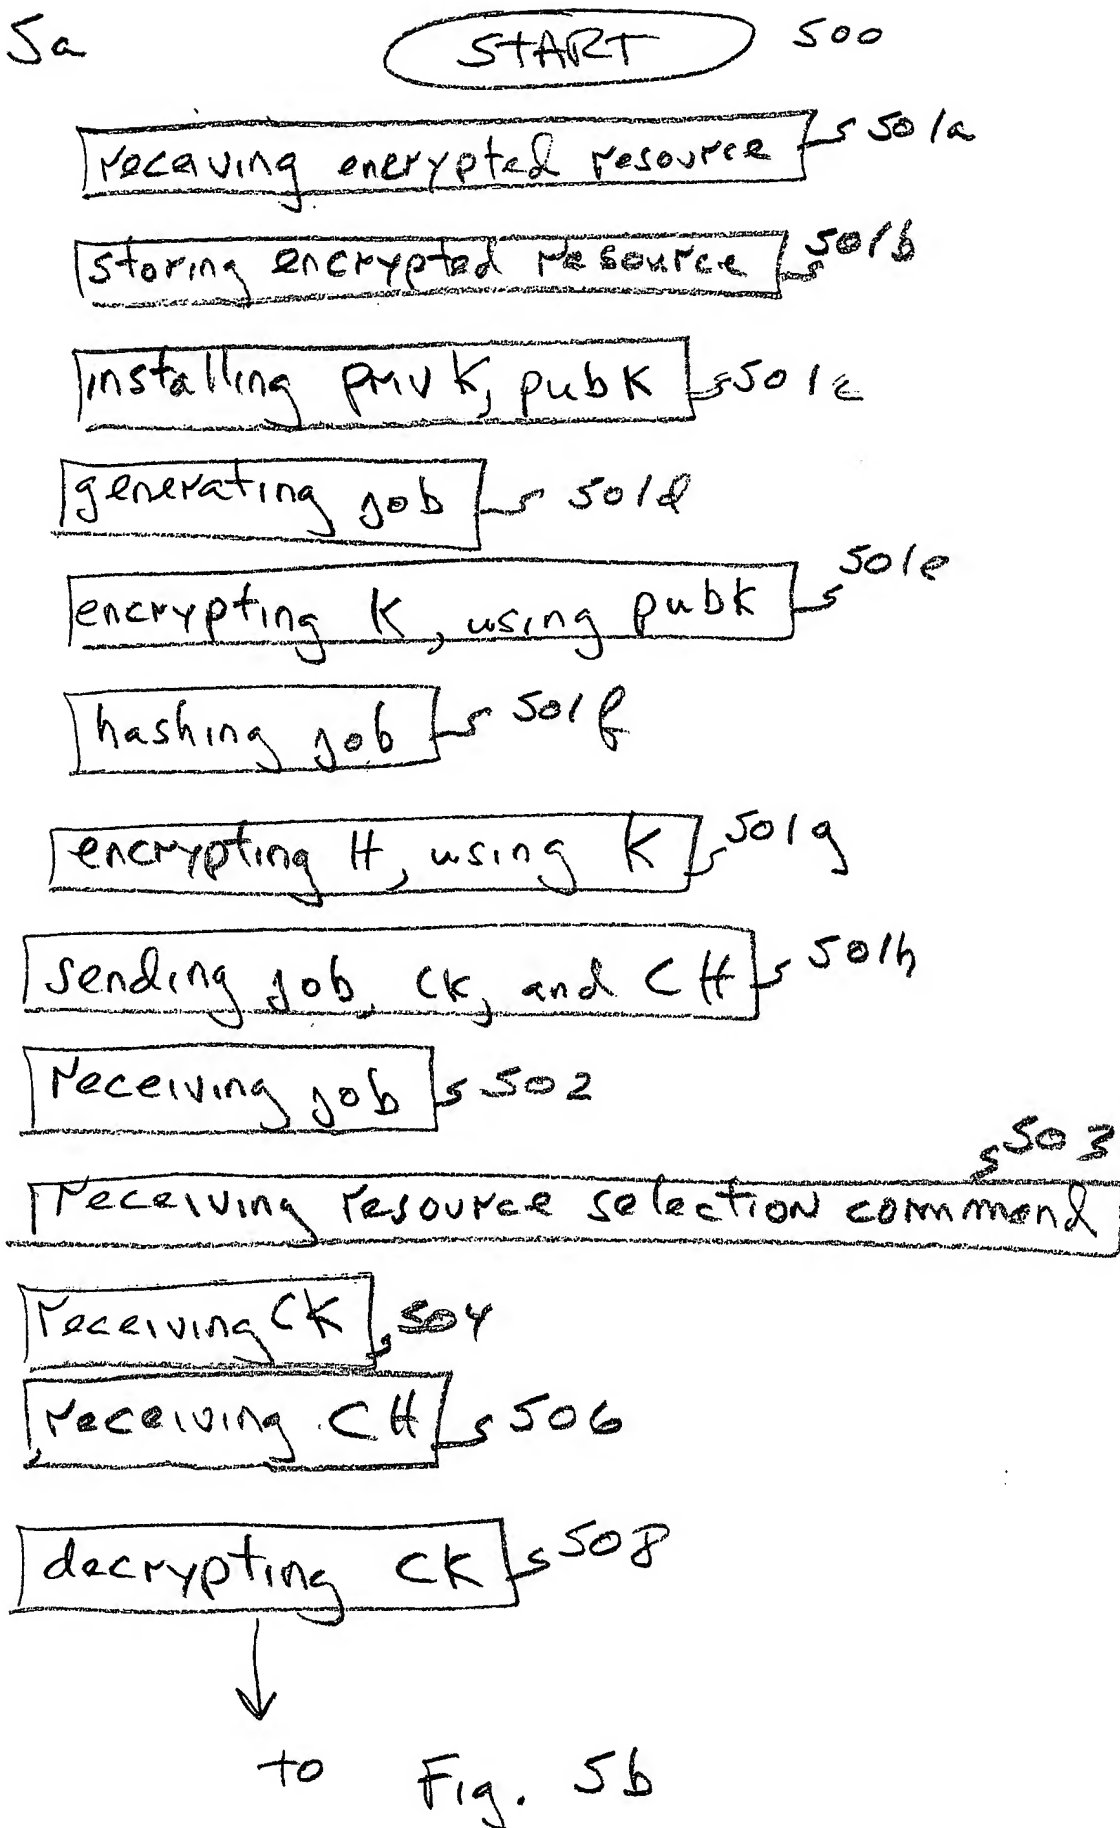 5a START 500
receiving encrypted resource 501a
storing encrypted resource 501b
installing privK, pubK 501c
generating job 501d
encrypting K, using pubK 501e
hashing job 501f
encrypting H, using K 501g
sending job, CK, and CH 501h
receiving job 502
503
receiving resource selection command
receiving CK 504
receiving CH 506
decrypting CK 508
to Fig. 5b